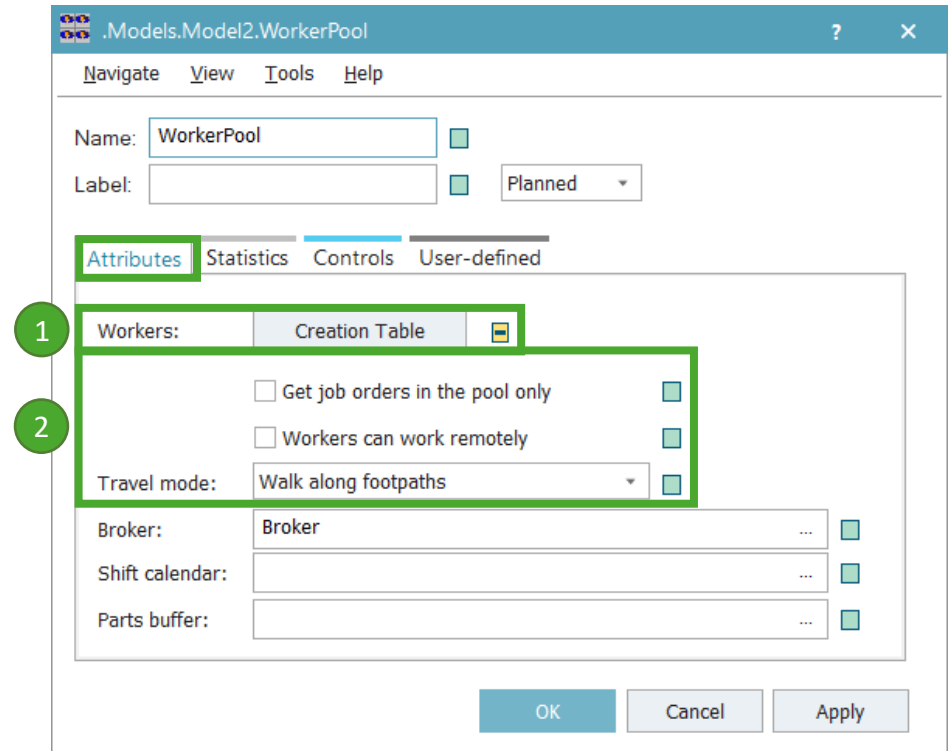 .Models.Model2.WorkerPool ? ×
Navigate View Tools Help
Name: WorkerPool
Label: Planned
Attributes Statistics Controls User-defined
1 Workers: Creation Table
Get job orders in the pool only
2 Workers can work remotely
Travel mode: Walk along footpaths
Broker: Broker ...
Shift calendar: ...
Parts buffer: ...
OK Cancel Apply